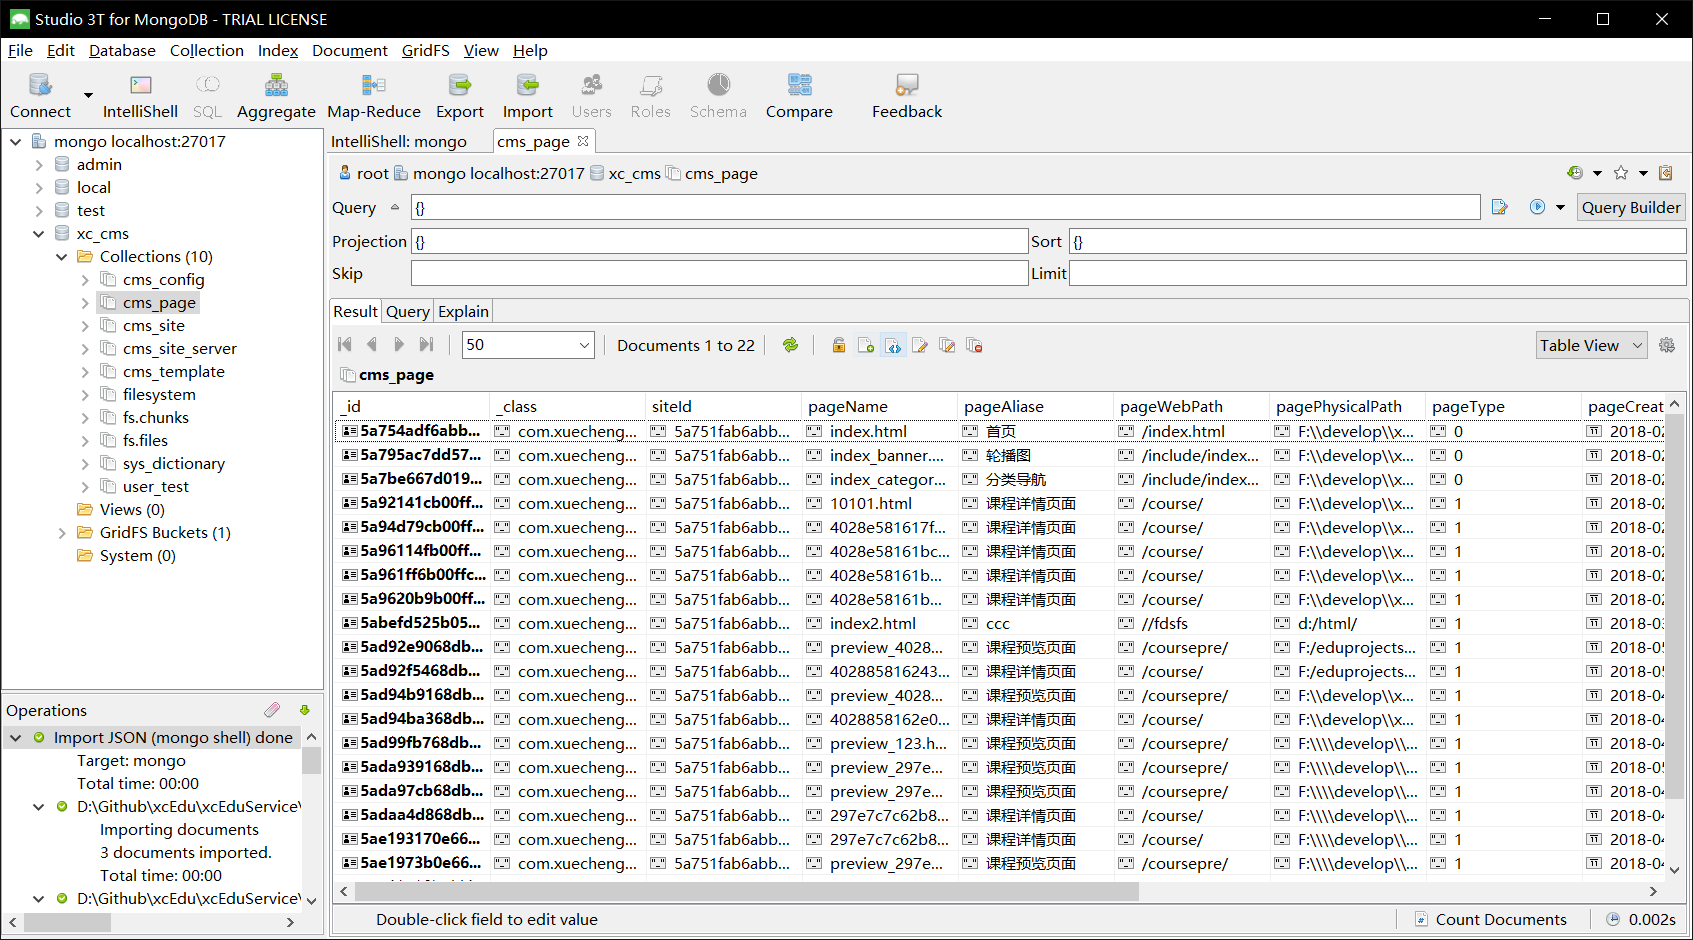 Studio 3T for MongoDB - TRIAL LICENSE
File Edit Database Collection Index Document GridFS View Help
Connect IntelliShell SQL Aggregate Map-Reduce Export Import Users Roles Schema Compare Feedback
mongo localhost:27017
admin
local
test
xc_cms
Collections (10)
cms_config
cms_page
cms_site
cms_site_server
cms_template
filesystem
fs.chunks
fs.files
sys_dictionary
user_test
Views (0)
GridFS Buckets (1)
System (0)
Operations
Import JSON (mongo shell) done
Target: mongo
Total time: 00:00
D:\Github\xcEdu\xcEduService\
Importing documents
3 documents imported.
Total time: 00:00
D:\Github\xcEdu\xcEduService\
IntelliShell: mongo cms_page
root mongo localhost:27017 xc_cms cms_page
Query {} Query Builder
Projection {} Sort {}
Skip Limit
Result Query Explain
50 Documents 1 to 22 Table View
cms_page
_id _class siteId pageName pageAliase pageWebPath pagePhysicalPath pageType pageCreat
5a754adf6abb... com.xuecheng... 5a751fab6abb... index.html 首页 /index.html F:\\develop\\x... 0 2018-02
5a795ac7dd57... com.xuecheng... 5a751fab6abb... index_banner.... 轮播图 /include/index... F:\\develop\\x... 0 2018-02
5a7be667d019... com.xuecheng... 5a751fab6abb... index_categor... 分类导航 /include/index... F:\\develop\\x... 0 2018-02
5a92141cb00ff... com.xuecheng... 5a751fab6abb... 10101.html 课程详情页面 /course/ F:\\develop\\x... 1 2018-02
5a94d79cb00ff... com.xuecheng... 5a751fab6abb... 4028e581617f... 课程详情页面 /course/ F:\\develop\\x... 1 2018-02
5a96114fb00ff... com.xuecheng... 5a751fab6abb... 4028e58161bc... 课程详情页面 /course/ F:\\develop\\x... 1 2018-02
5a961ff6b00ffc... com.xuecheng... 5a751fab6abb... 4028e58161b... 课程详情页面 /course/ F:\\develop\\x... 1 2018-02
5a9620b9b00ff... com.xuecheng... 5a751fab6abb... 4028e58161b... 课程详情页面 /course/ F:\\develop\\x... 1 2018-02
5abefd525b05... com.xuecheng... 5a751fab6abb... index2.html ccc //fdsfs d:/html/ 1 2018-03
5ad92e9068db... com.xuecheng... 5a751fab6abb... preview_4028... 课程预览页面 /coursepre/ F:/eduprojects... 1 2018-05
5ad92f5468db... com.xuecheng... 5a751fab6abb... 402885816243... 课程详情页面 /course/ F:/eduprojects... 1 2018-05
5ad94b9168db... com.xuecheng... 5a751fab6abb... preview_4028... 课程预览页面 /coursepre/ F:\\develop\\x... 1 2018-04
5ad94ba368db... com.xuecheng... 5a751fab6abb... 4028858162e0... 课程详情页面 /course/ F:\\develop\\x... 1 2018-04
5ad99fb768db... com.xuecheng... 5a751fab6abb... preview_123.h... 课程预览页面 /coursepre/ F:\\\\develop\\... 1 2018-04
5ada939168db... com.xuecheng... 5a751fab6abb... preview_297e... 课程预览页面 /coursepre/ F:\\\\develop\\... 1 2018-05
5ada97cb68db... com.xuecheng... 5a751fab6abb... preview_297e... 课程预览页面 /coursepre/ F:\\\\develop\\... 1 2018-04
5adaa4d868db... com.xuecheng... 5a751fab6abb... 297e7c7c62b8... 课程详情页面 /course/ F:\\\\develop\\... 1 2018-04
5ae193170e66... com.xuecheng... 5a751fab6abb... 297e7c7c62b8... 课程详情页面 /course/ F:\\\\develop\\... 1 2018-04
5ae1973b0e66... com.xuecheng... 5a751fab6abb... preview_297e... 课程预览页面 /coursepre/ F:\\\\develop\\... 1 2018-04
Double-click field to edit value Count Documents 0.002s